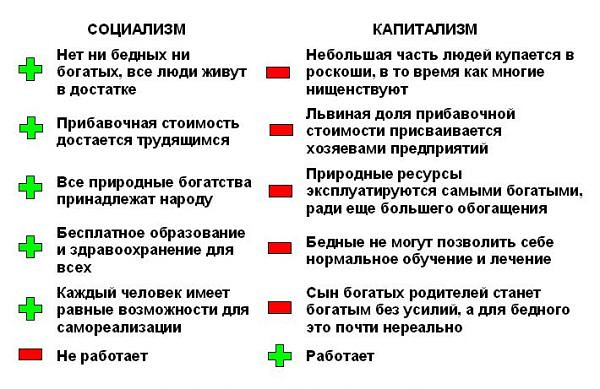 СОЦИАЛИЗМ
Нет ни бедных ни
богатых, все люди живут
в достатке
Прибавочная стоимость
достается трудящимся
Все природные богатства
принадлежат народу
Бесплатное образование
и здравоохранение для
всех
Каждый человек имеет
равные возможности для
самореализации
Не работает
КАПИТАЛИЗМ
Небольшая часть людей купается в
роскоши, в то время как многие
нищенствуют
Львиная доля прибавочной
стоимости присваивается
хозяевами предприятий
Природные ресурсы
эксплуатируются самыми богатыми,
ради еще большего обогащения
Бедные не могут позволить себе
нормальное обучение и лечение
Сын богатых родителей станет
богатым без усилий, а для бедного
это почти нереально
Работает